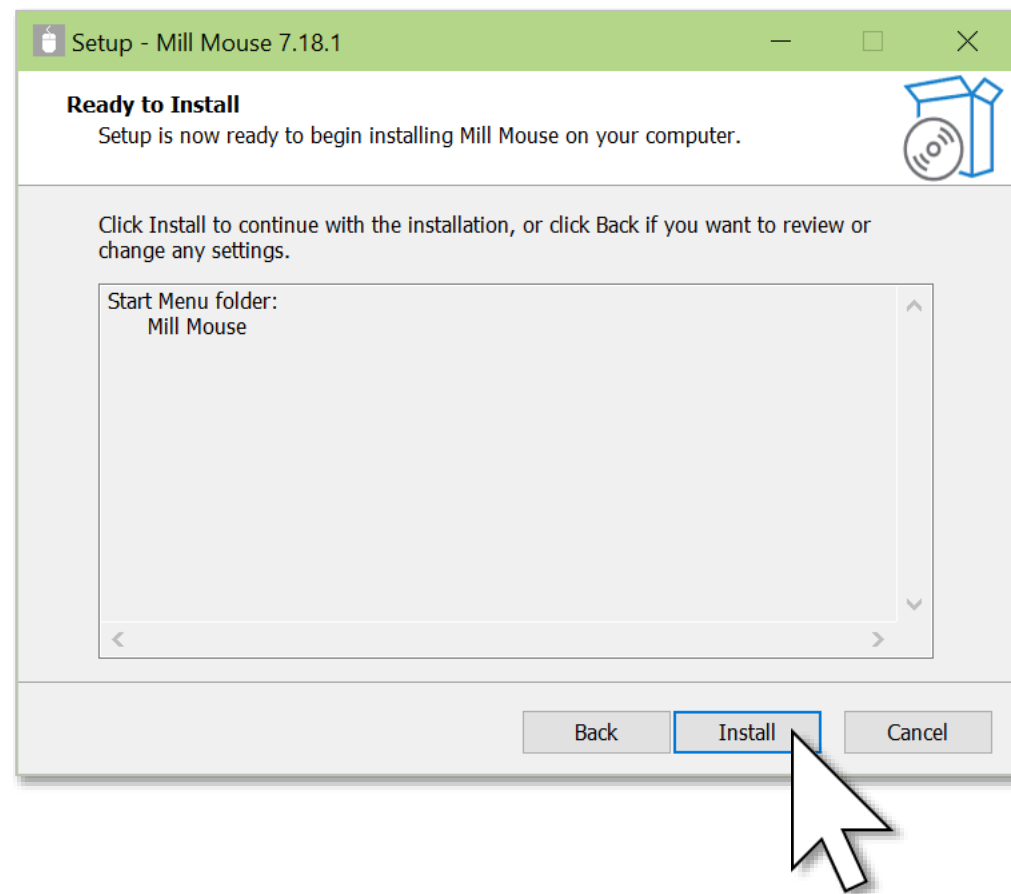 Setup - Mill Mouse 7.18.1
Ready to Install
Setup is now ready to begin installing Mill Mouse on your computer.
Click Install to continue with the installation, or click Back if you want to review or
change any settings.
Start Menu folder:
Mill Mouse
Back
Install
Cancel